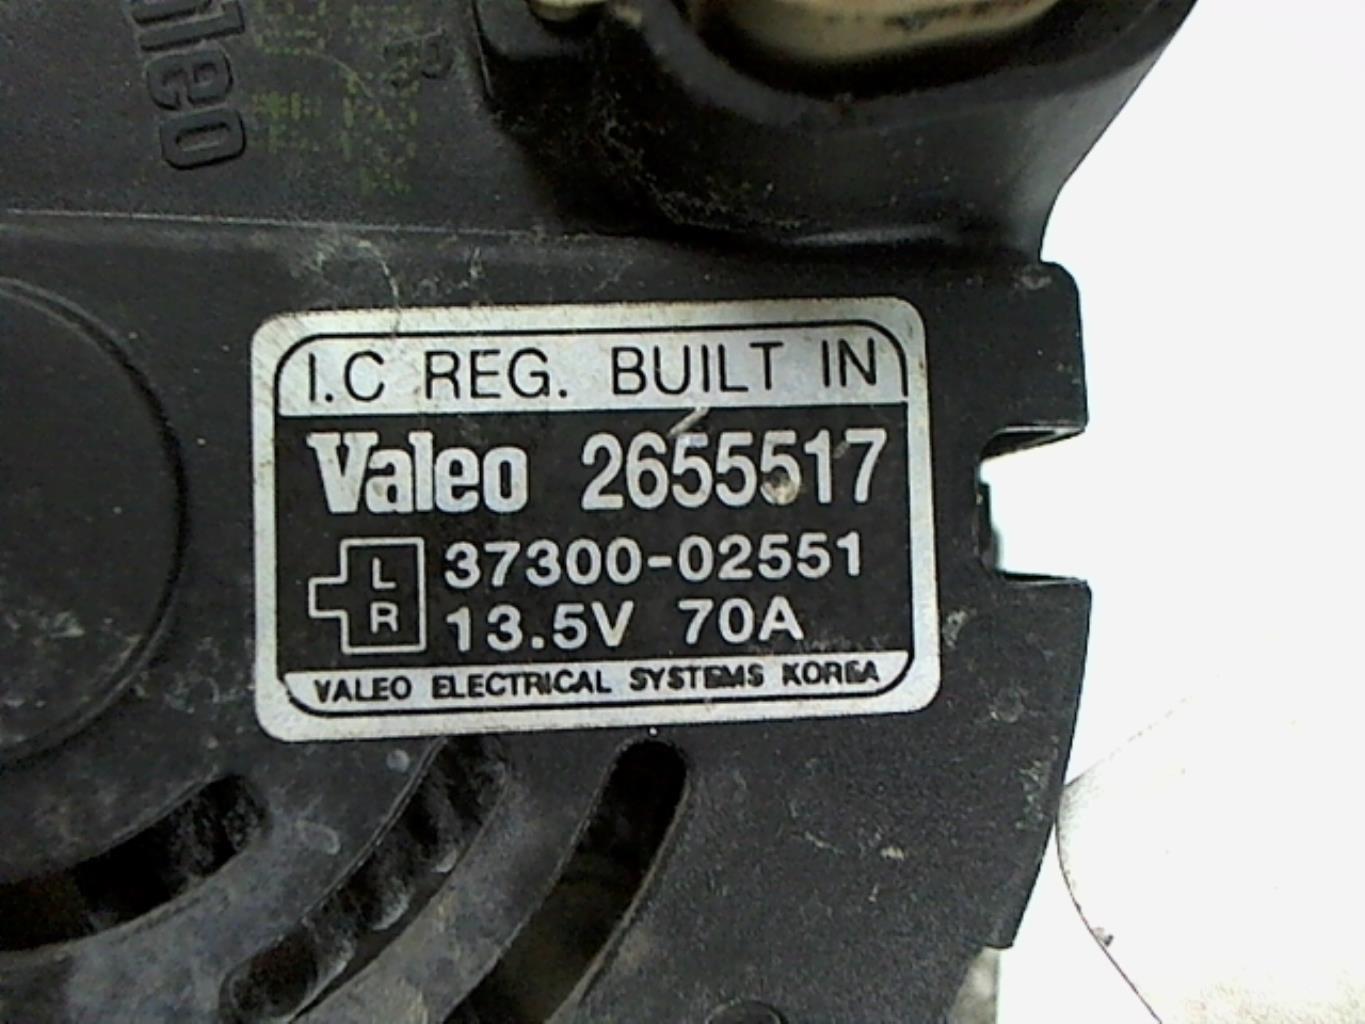 I.C REG. BUILT IN
Valeo 2655517
L 37300-02551
R 13.5V 70A
VALEO ELECTRICAL SYSTEMS KOREA